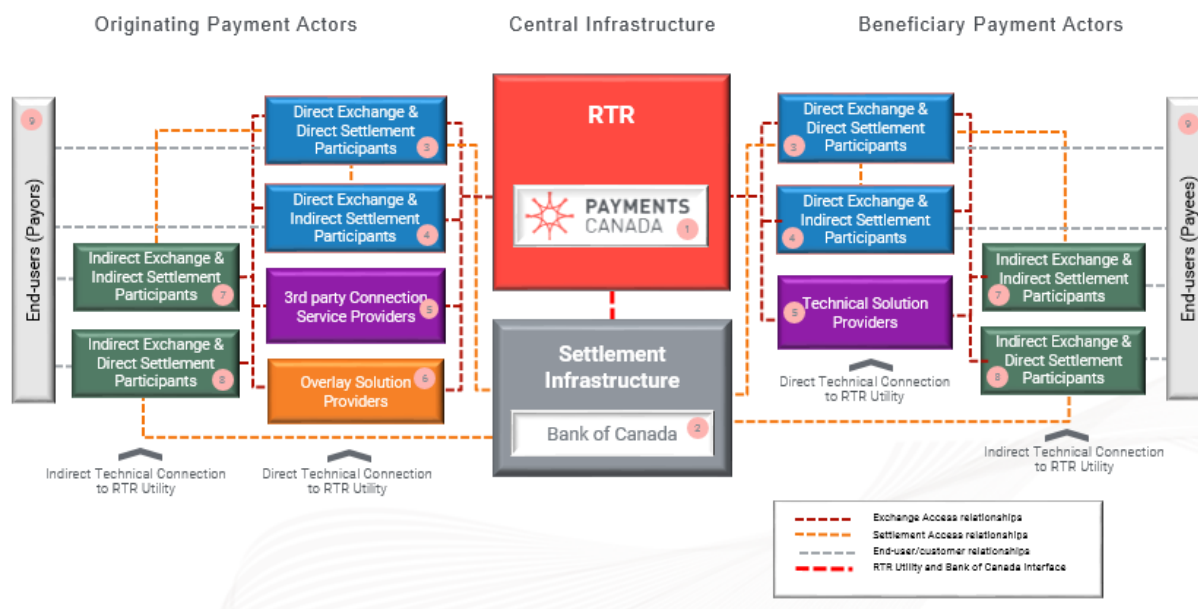 Originating Payment Actors
Central Infrastructure
Beneficiary Payment Actors
9
End-users (Payors)
Direct Exchange &
Direct Settlement
Participants
3
Direct Exchange &
Indirect Settlement
Participants
4
Indirect Exchange &
Indirect Settlement
Participants
7
3rd party Connection
Service Providers
5
Indirect Exchange &
Direct Settlement
Participants
8
Overlay Solution
Providers
6
Indirect Technical Connection
to RTR Utility
Direct Technical Connection
to RTR Utility
RTR
PAYMENTS
CANADA
1
Settlement
Infrastructure
Bank of Canada
2
Direct Exchange &
Direct Settlement
Participants
3
Direct Exchange &
Indirect Settlement
Participants
4
Technical Solution
Providers
5
Direct Technical Connection
to RTR Utility
Indirect Exchange &
Indirect Settlement
Participants
7
Indirect Exchange &
Direct Settlement
Participants
8
Indirect Technical Connection
to RTR Utility
9
End-users (Payees)
Exchange Access relationships
Settlement Access relationships
End-user/customer relationships
RTR Utility and Bank of Canada Interface